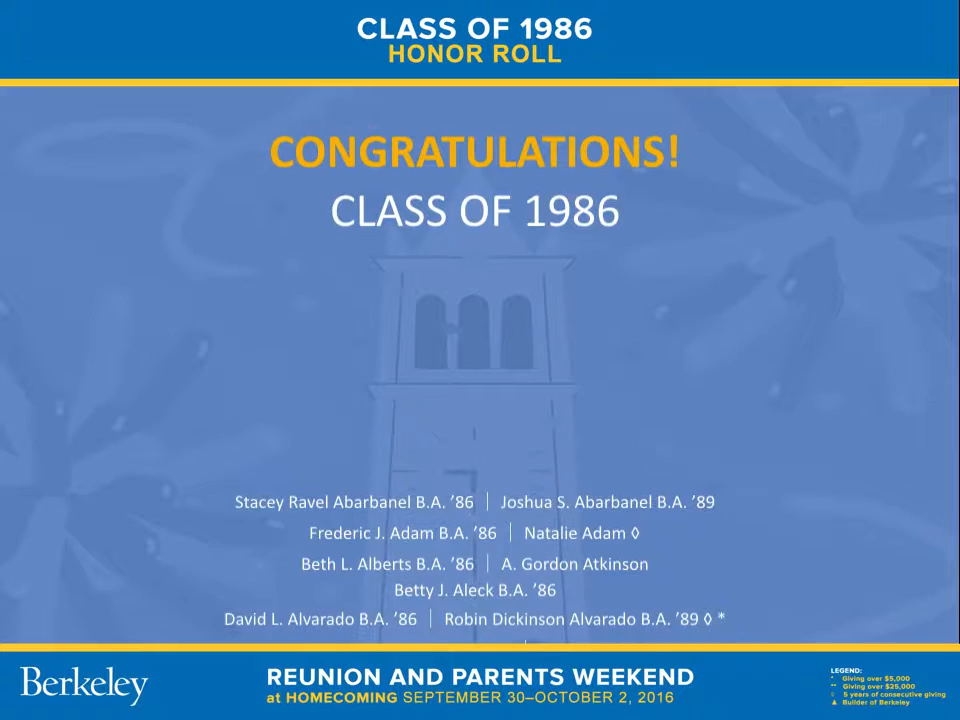 CLASS OF 1986
HONOR ROLL
CONGRATULATIONS!
CLASS OF 1986
Stacey Ravel Abarbanel B.A. ’86 | Joshua S. Abarbanel B.A. ’89
Frederic J. Adam B.A. ’86 | Natalie Adam ◊
Beth L. Alberts B.A. ’86 | A. Gordon Atkinson
Betty J. Aleck B.A. ’86
David L. Alvarado B.A. ’86 | Robin Dickinson Alvarado B.A. ’89 ◊ *
Berkeley
REUNION AND PARENTS WEEKEND
at HOMECOMING SEPTEMBER 30–OCTOBER 2, 2016
LEGEND:
* Giving over $5,000
** Giving over $25,000
◊ 5 years of consecutive giving
▲ Builder of Berkeley